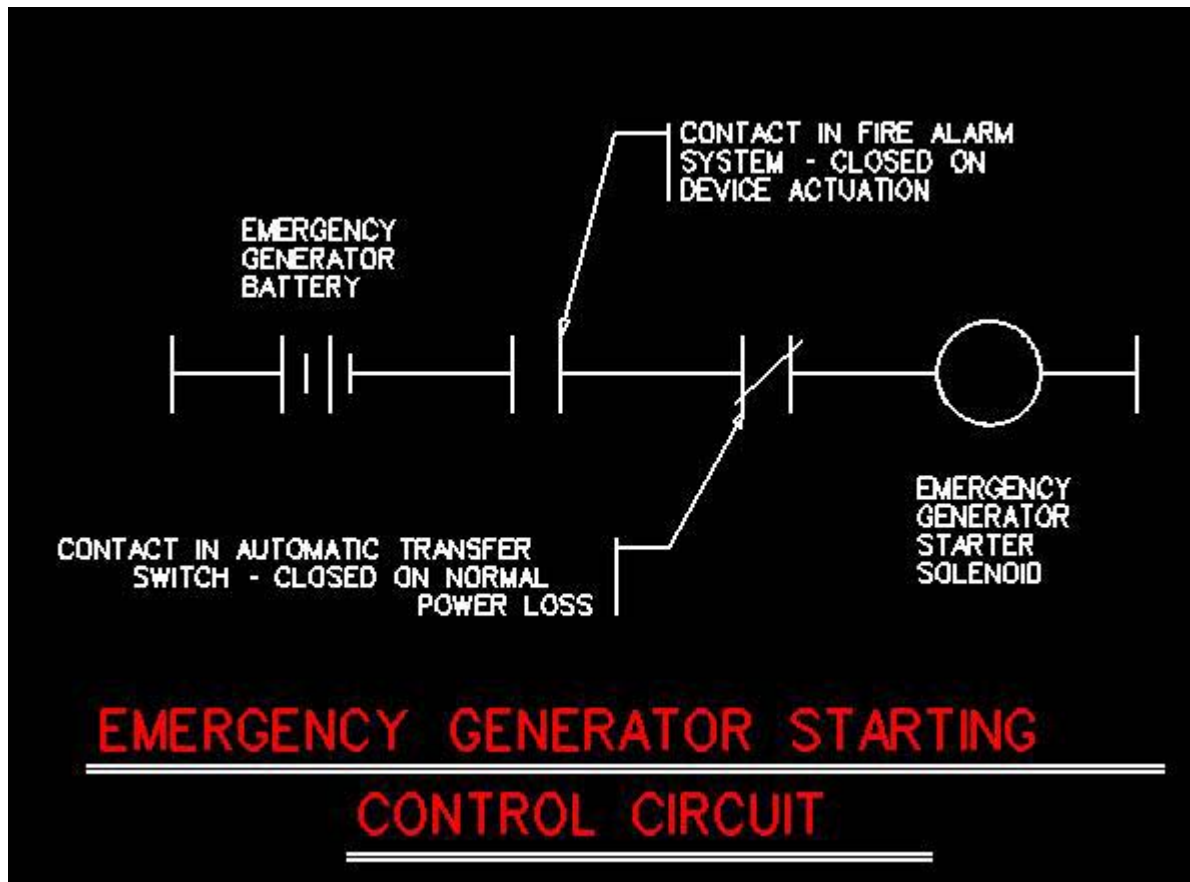 CONTACT IN FIRE ALARM
SYSTEM - CLOSED ON
DEVICE ACTUATION
EMERGENCY
GENERATOR
BATTERY
EMERGENCY
GENERATOR
STARTER
SOLENOID
CONTACT IN AUTOMATIC TRANSFER
SWITCH - CLOSED ON NORMAL
POWER LOSS
EMERGENCY GENERATOR STARTING
CONTROL CIRCUIT